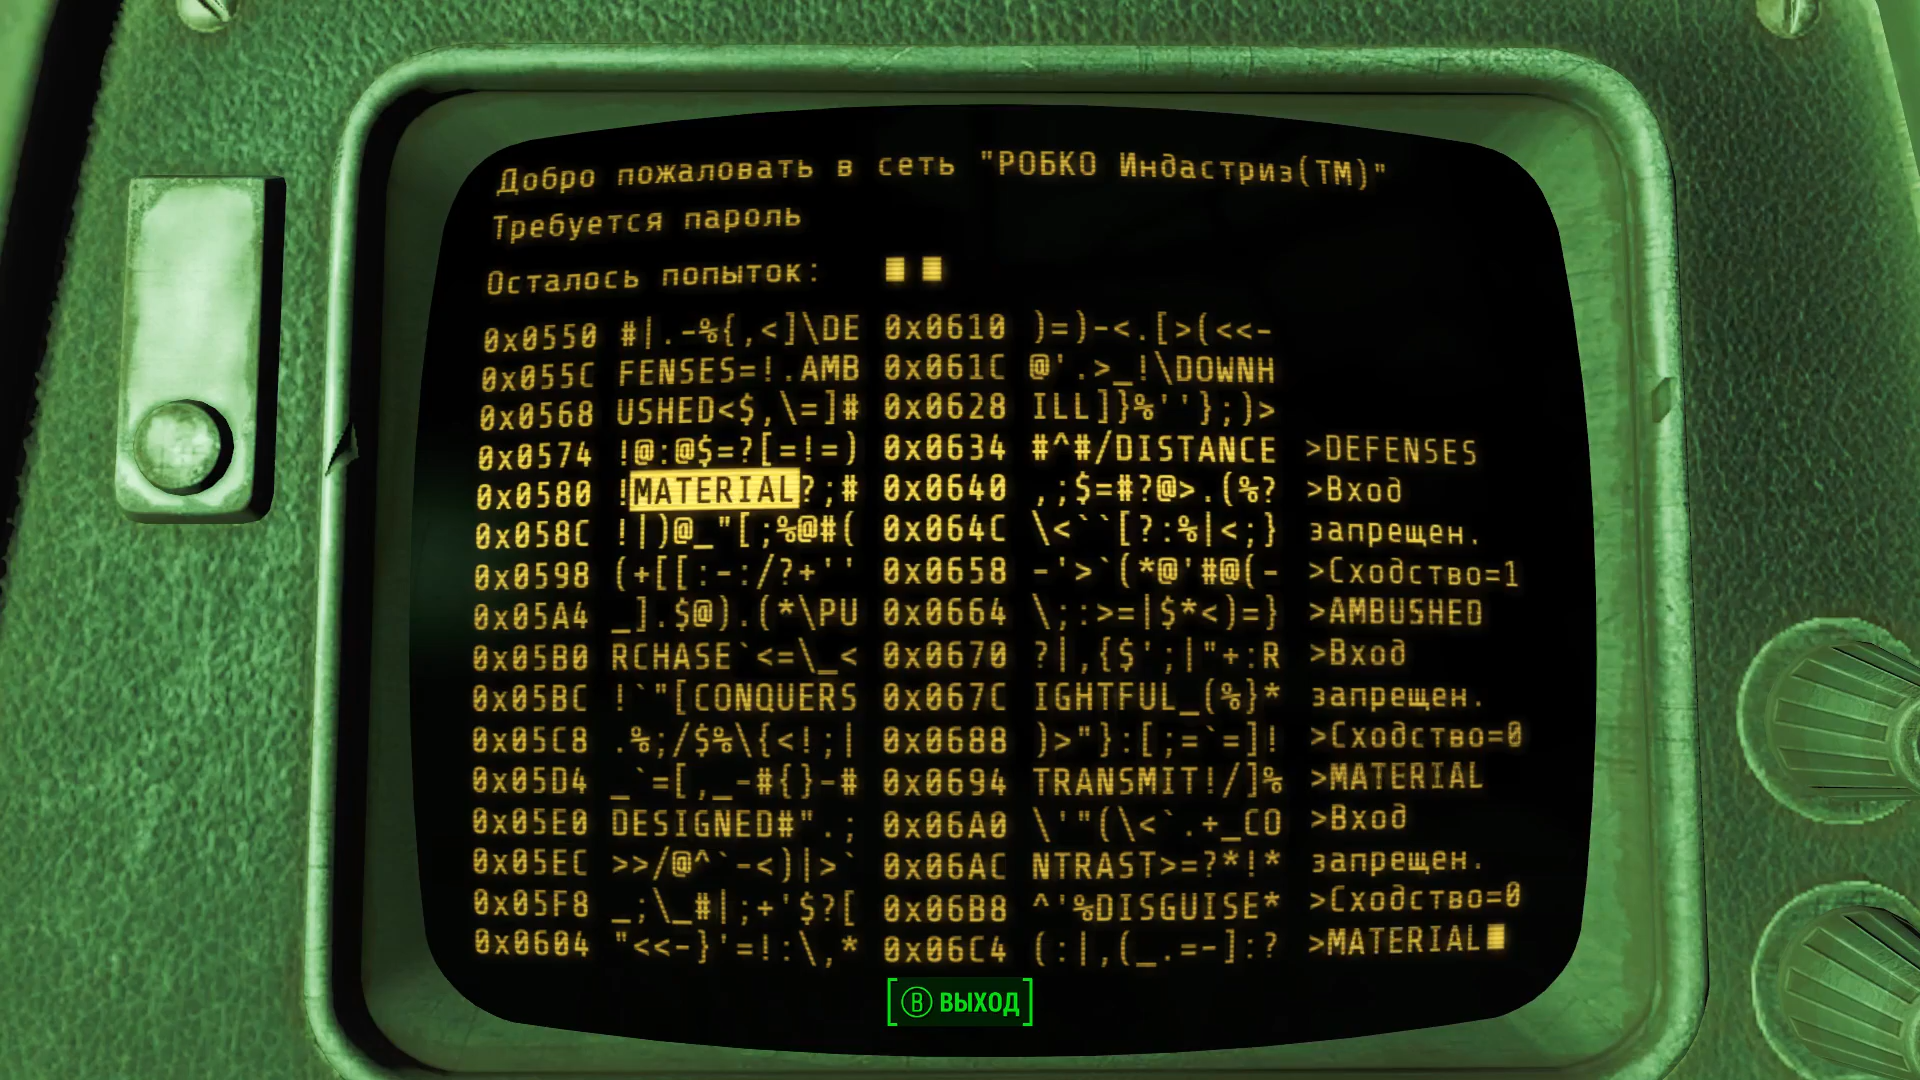 Добро пожаловать в сеть "РОБКО Индастриз(ТМ)"
Требуется пароль
Осталось попыток: ■ ■
0x0550 #|.-%{,<]\DE 0x0610 )=)-<.[>(<<-
0x055C FENSES=!.AMB 0x061C @'.>_!\DOWNH
0x0568 USHED<$,\=]# 0x0628 ILL]}%''};)>
0x0574 !@:@$=?[=!=) 0x0634 #^#/DISTANCE >DEFENSES
0x0580 !MATERIAL?;# 0x0640 ,;$=#?@>.(%? >Вход
0x058C !|)@_"[;%@#( 0x064C \<``[?:%|<;} запрещен.
0x0598 (+[[:-:/?+'' 0x0658 -'>`(*@'#@(- >Сходство=1
0x05A4 _].$@).(*\PU 0x0664 \;:>=|$*<)=} >AMBUSHED
0x05B0 RCHASE`<=\_< 0x0670 ?|,{$';|"+:R >Вход
0x05BC !`"[CONQUERS 0x067C IGHTFUL_(%}* запрещен.
0x05C8 .%;/$%\{<!;| 0x0688 )>"}:[;=`=]! >Сходство=0
0x05D4 _`=[,_-#{}-# 0x0694 TRANSMIT!/]% >MATERIAL
0x05E0 DESIGNED#".; 0x06A0 \'"(\<`.+_CO >Вход
0x05EC >>/@^`-<)|>` 0x06AC NTRAST>=?*!* запрещен.
0x05F8 _;\_#|;+'$?[ 0x06B8 ^'%DISGUISE* >Сходство=0
0x0604 "<<-}'=!:\,* 0x06C4 (:|,(_.=-]:? >MATERIAL■
[Ⓑ ВЫХОД]